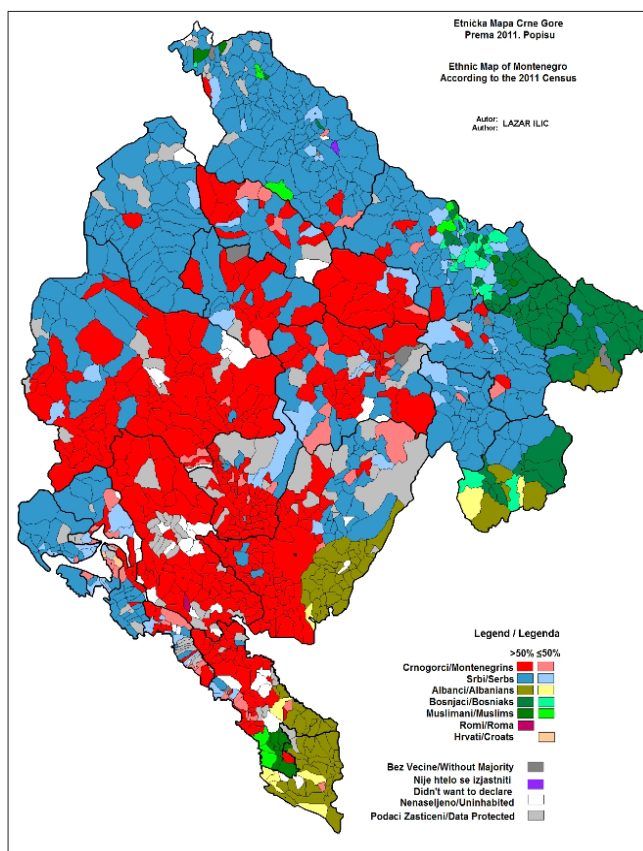 Etnička Mapa Crne Gore
Prema 2011. Popisu
Ethnic Map of Montenegro
According to the 2011 Census
Autor:
Author: LAZAR ILIC
Legend / Legenda
>50% ≤50%
Crnogorci/Montenegrins
Srbi/Serbs
Albanci/Albanians
Bosnjaci/Bosniaks
Muslimani/Muslims
Romi/Roma
Hrvati/Croats
Bez Vecine/Without Majority
Nije htelo se izjastniti
Didn't want to declare
Nenaseljeno/Uninhabited
Podaci Zasticeni/Data Protected